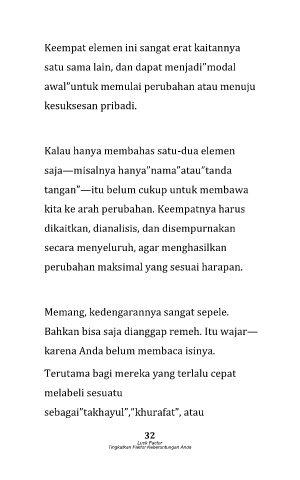 Keempat elemen ini sangat erat kaitannya
satu sama lain, dan dapat menjadi”modal
awal”untuk memulai perubahan atau menuju
kesuksesan pribadi.
Kalau hanya membahas satu-dua elemen
saja—misalnya hanya”nama”atau”tanda
tangan”—itu belum cukup untuk membawa
kita ke arah perubahan. Keempatnya harus
dikaitkan, dianalisis, dan disempurnakan
secara menyeluruh, agar menghasilkan
perubahan maksimal yang sesuai harapan.
Memang, kedengarannya sangat sepele.
Bahkan bisa saja dianggap remeh. Itu wajar—
karena Anda belum membaca isinya.
Terutama bagi mereka yang terlalu cepat
melabeli sesuatu
sebagai”takhayul”,”khurafat”, atau
32
Luck Factor
Tingkatkan Faktor Keberuntungan Anda